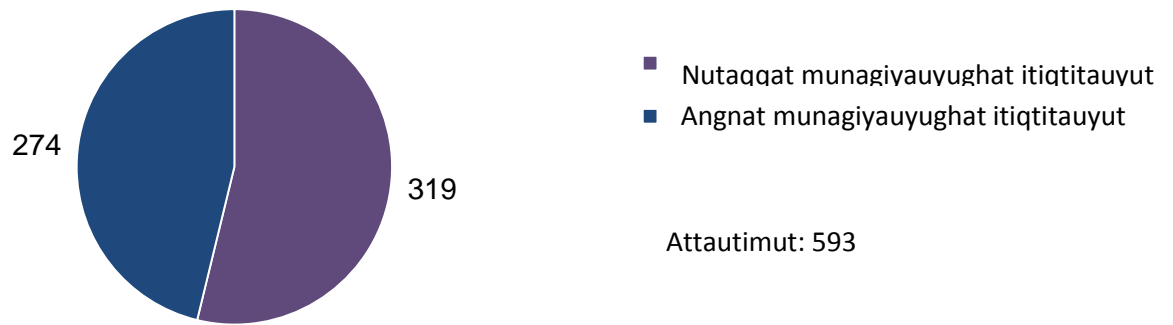 274
319
Nutaqqat munagiyauyughat itiqtitauyut
Angnat munagiyauyughat itiqtitauyut
Attautimut: 593